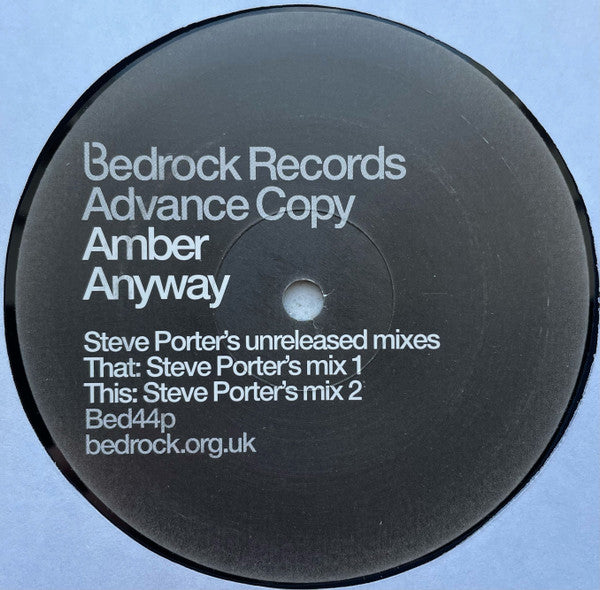 Bedrock Records
Advance Copy
Amber
Anyway
Steve Porter's unreleased mixes
That: Steve Porter's mix 1
This: Steve Porter's mix 2
Bed44p
bedrock.org.uk